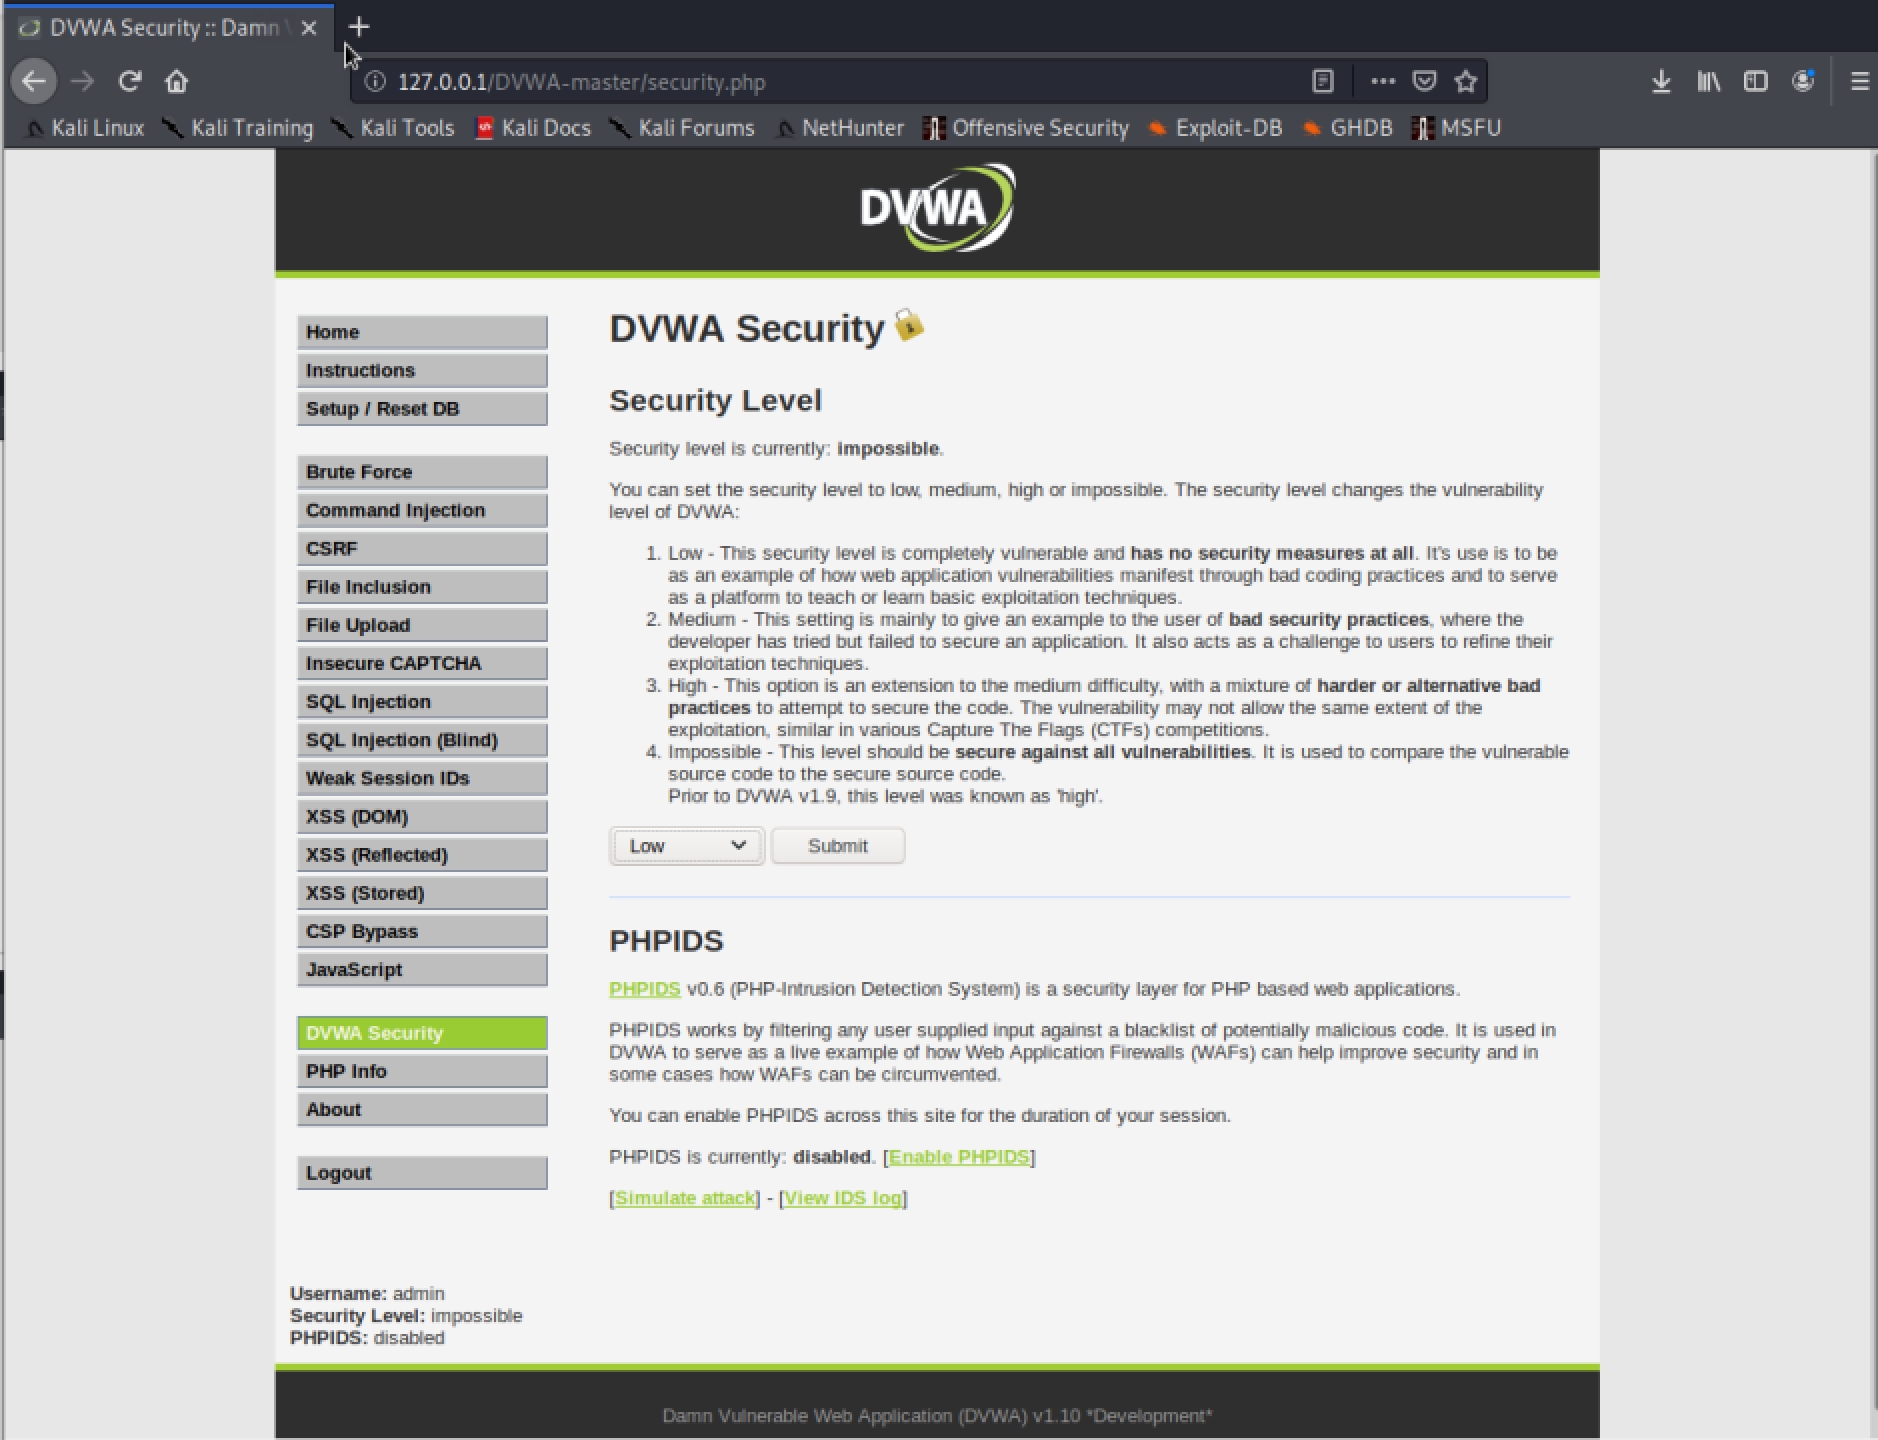 DVWA Security :: Damn
127.0.0.1/DVWA-master/security.php
Kali Linux Kali Training Kali Tools Kali Docs Kali Forums NetHunter Offensive Security Exploit-DB GHDB MSFU
DVWA
Home
Instructions
Setup / Reset DB
Brute Force
Command Injection
CSRF
File Inclusion
File Upload
Insecure CAPTCHA
SQL Injection
SQL Injection (Blind)
Weak Session IDs
XSS (DOM)
XSS (Reflected)
XSS (Stored)
CSP Bypass
JavaScript
DVWA Security
PHP Info
About
Logout
DVWA Security
Security Level
Security level is currently: impossible.
You can set the security level to low, medium, high or impossible. The security level changes the vulnerability
level of DVWA:
1. Low - This security level is completely vulnerable and has no security measures at all. It's use is to be
as an example of how web application vulnerabilities manifest through bad coding practices and to serve
as a platform to teach or learn basic exploitation techniques.
2. Medium - This setting is mainly to give an example to the user of bad security practices, where the
developer has tried but failed to secure an application. It also acts as a challenge to users to refine their
exploitation techniques.
3. High - This option is an extension to the medium difficulty, with a mixture of harder or alternative bad
practices to attempt to secure the code. The vulnerability may not allow the same extent of the
exploitation, similar in various Capture The Flags (CTFs) competitions.
4. Impossible - This level should be secure against all vulnerabilities. It is used to compare the vulnerable
source code to the secure source code.
Prior to DVWA v1.9, this level was known as 'high'.
Low Submit
PHPIDS
PHPIDS v0.6 (PHP-Intrusion Detection System) is a security layer for PHP based web applications.
PHPIDS works by filtering any user supplied input against a blacklist of potentially malicious code. It is used in
DVWA to serve as a live example of how Web Application Firewalls (WAFs) can help improve security and in
some cases how WAFs can be circumvented.
You can enable PHPIDS across this site for the duration of your session.
PHPIDS is currently: disabled. [Enable PHPIDS]
[Simulate attack] - [View IDS log]
Username: admin
Security Level: impossible
PHPIDS: disabled
Damn Vulnerable Web Application (DVWA) v1.10 *Development*